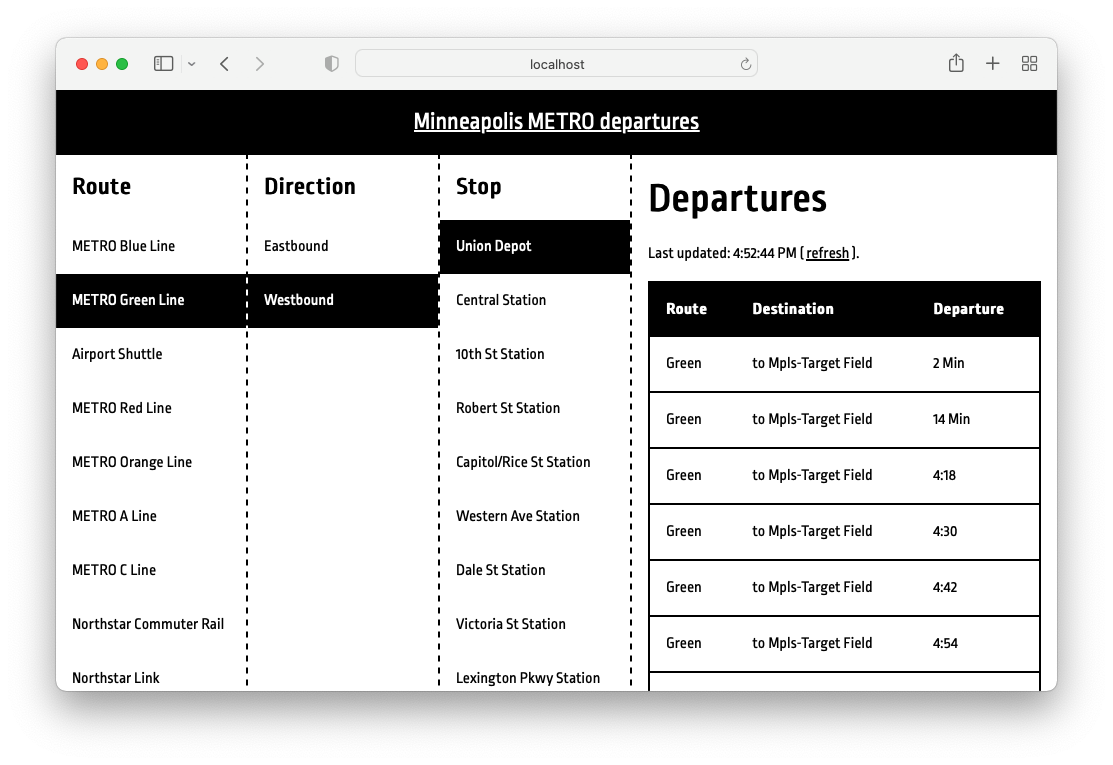 localhost
Minneapolis METRO departures
Route
METRO Blue Line
METRO Green Line
Airport Shuttle
METRO Red Line
METRO Orange Line
METRO A Line
METRO C Line
Northstar Commuter Rail
Northstar Link
Direction
Eastbound
Westbound
Stop
Union Depot
Central Station
10th St Station
Robert St Station
Capitol/Rice St Station
Western Ave Station
Dale St Station
Victoria St Station
Lexington Pkwy Station
Departures
Last updated: 4:52:44 PM ( refresh ).
Route Destination Departure
Green to Mpls-Target Field 2 Min
Green to Mpls-Target Field 14 Min
Green to Mpls-Target Field 4:18
Green to Mpls-Target Field 4:30
Green to Mpls-Target Field 4:42
Green to Mpls-Target Field 4:54